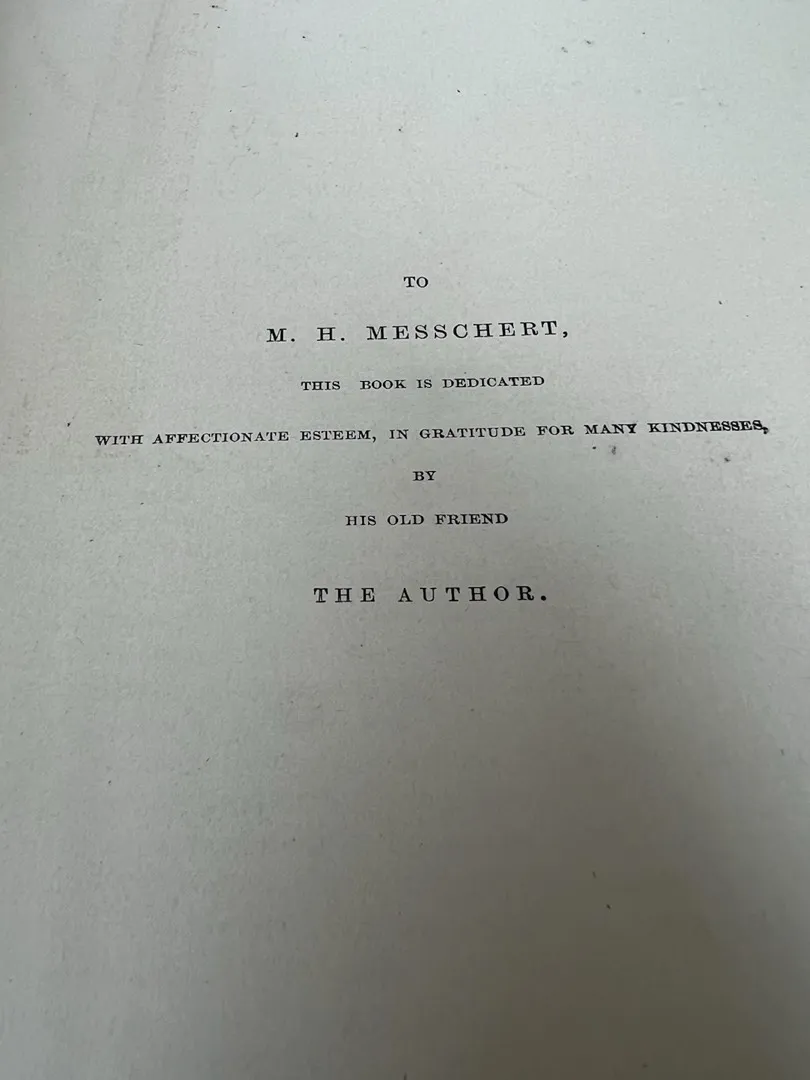 TO
M. H. MESSCHERT,
THIS BOOK IS DEDICATED
WITH AFFECTIONATE ESTEEM, IN GRATITUDE FOR MANY KINDNESSES,
BY
HIS OLD FRIEND
THE AUTHOR.